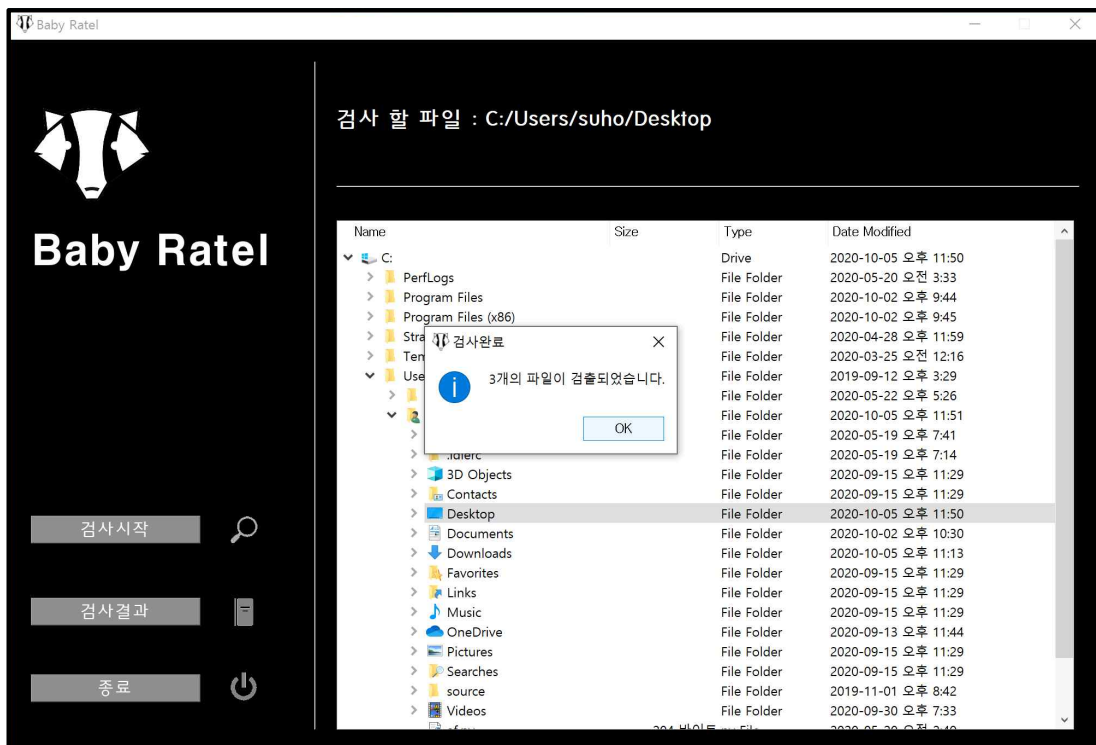 Baby Ratel
검사 할 파일 : C:/Users/suho/Desktop
Baby Ratel
Name Size Type Date Modified
C: Drive 2020-10-05 오후 11:50
PerfLogs File Folder 2020-05-20 오전 3:33
Program Files File Folder 2020-10-02 오후 9:44
Program Files (x86) File Folder 2020-10-02 오후 9:45
Stra File Folder 2020-04-28 오후 11:59
Tem File Folder 2020-03-25 오전 12:16
Use File Folder 2019-09-12 오후 3:29
File Folder 2020-05-22 오후 5:26
File Folder 2020-10-05 오후 11:51
File Folder 2020-05-19 오후 7:41
.idlerc File Folder 2020-05-19 오후 7:14
3D Objects File Folder 2020-09-15 오후 11:29
Contacts File Folder 2020-09-15 오후 11:29
Desktop File Folder 2020-10-05 오후 11:50
Documents File Folder 2020-10-02 오후 10:30
Downloads File Folder 2020-10-05 오후 11:13
Favorites File Folder 2020-09-15 오후 11:29
Links File Folder 2020-09-15 오후 11:29
Music File Folder 2020-09-15 오후 11:29
OneDrive File Folder 2020-09-13 오후 11:44
Pictures File Folder 2020-09-15 오후 11:29
Searches File Folder 2020-09-15 오후 11:29
source File Folder 2019-11-01 오후 8:42
Videos File Folder 2020-09-30 오후 7:33
검사완료
3개의 파일이 검출되었습니다.
OK
검사시작
검사결과
종료